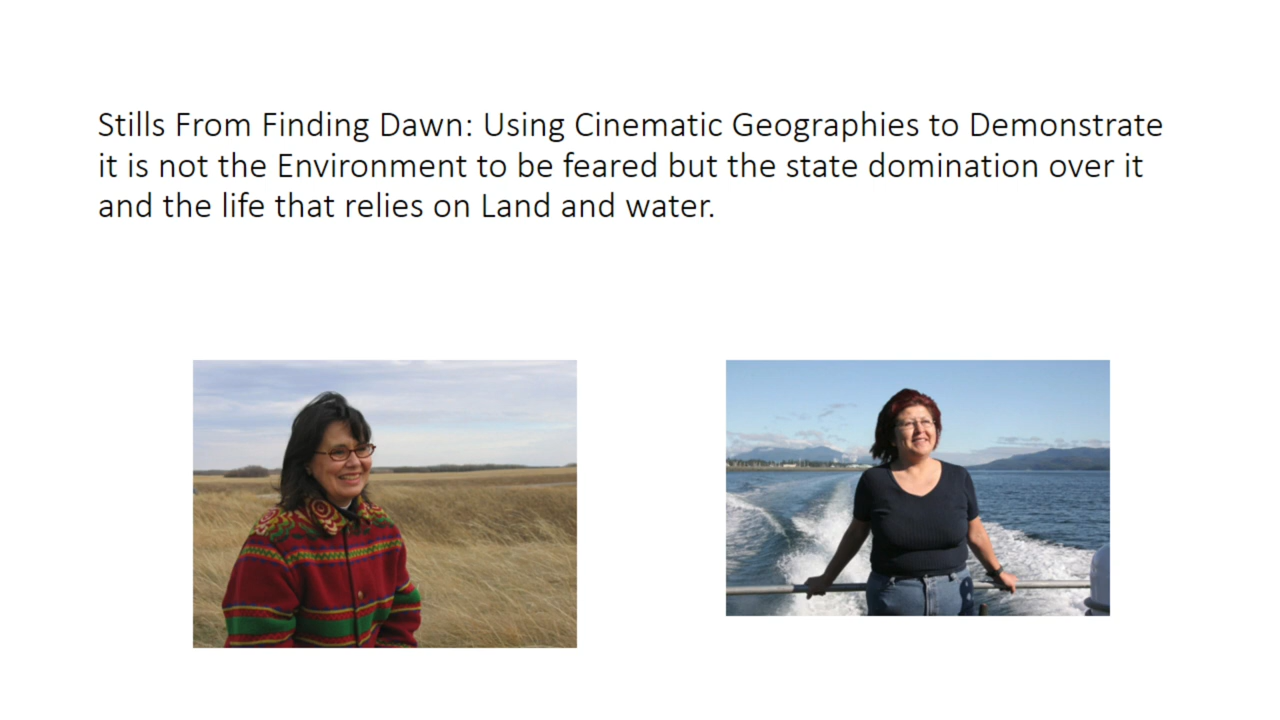 Stills From Finding Dawn: Using Cinematic Geographies to Demonstrate
it is not the Environment to be feared but the state domination over it
and the life that relies on Land and water.